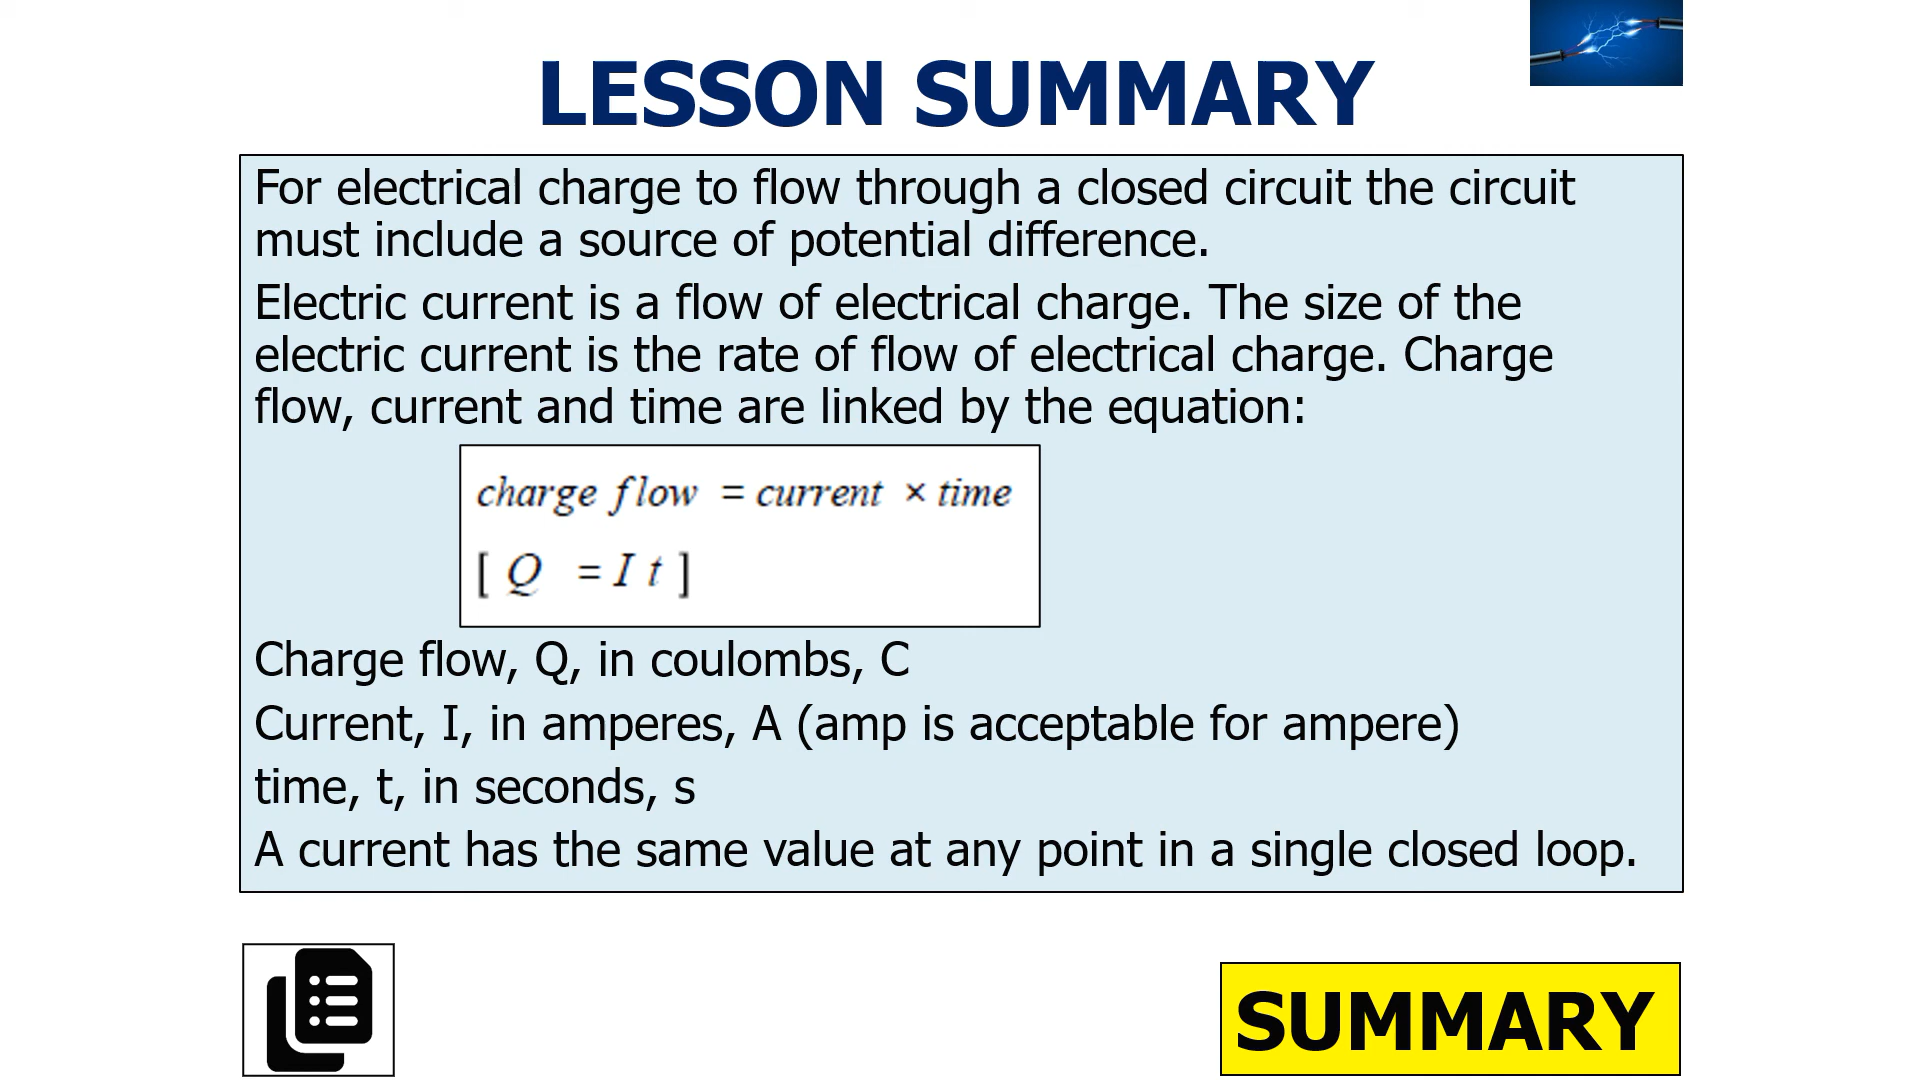 LESSON SUMMARY
For electrical charge to flow through a closed circuit the circuit
must include a source of potential difference.
Electric current is a flow of electrical charge. The size of the
electric current is the rate of flow of electrical charge. Charge
flow, current and time are linked by the equation:
charge flow = current × time
[ Q = I t ]
Charge flow, Q, in coulombs, C
Current, I, in amperes, A (amp is acceptable for ampere)
time, t, in seconds, s
A current has the same value at any point in a single closed loop.
SUMMARY